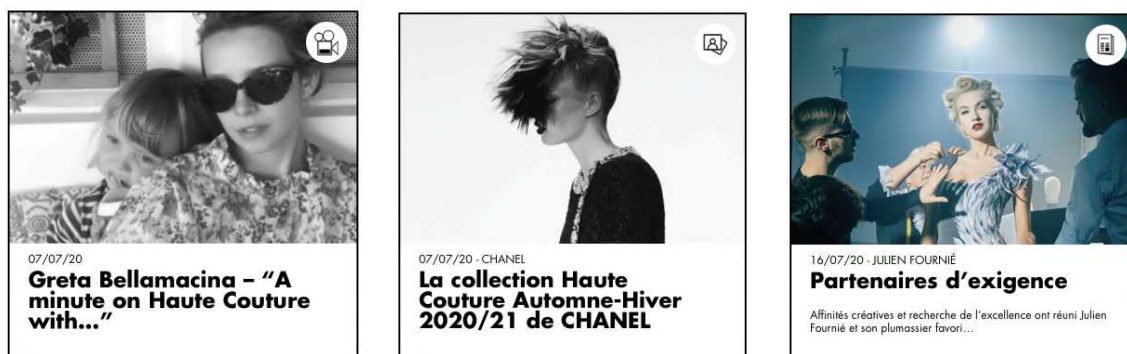 07/07/20
Greta Bellamacina – “A
minute on Haute Couture
with...”
07/07/20 - CHANEL
La collection Haute
Couture Automne-Hiver
2020/21 de CHANEL
16/07/20 - JULIEN FOURNIÉ
Partenaires d’exigence
Affinités créatives et recherche de l’excellence ont réuni Julien
Fournié et son plumassier favori…